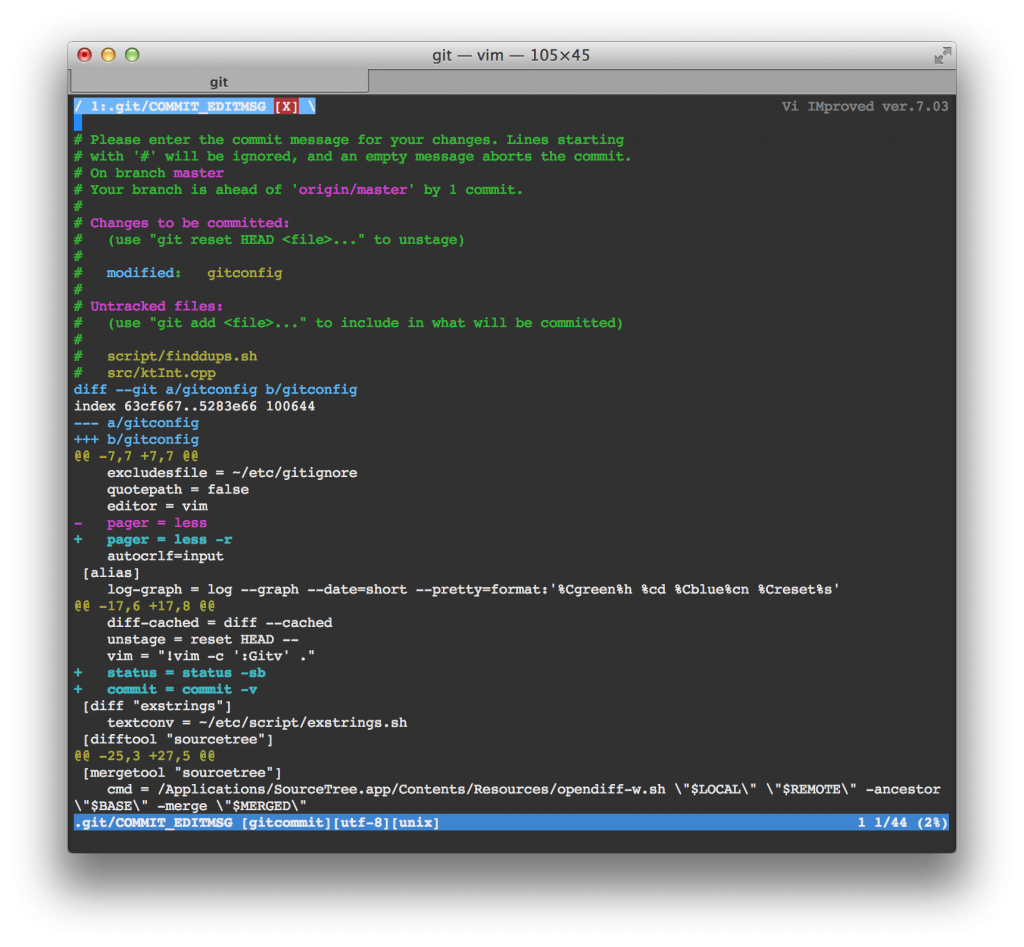 git — vim — 105×45
git
/ 1:.git/COMMIT_EDITMSG [X] \ Vi IMproved ver.7.03
# Please enter the commit message for your changes. Lines starting
# with '#' will be ignored, and an empty message aborts the commit.
# On branch master
# Your branch is ahead of 'origin/master' by 1 commit.
#
# Changes to be committed:
#   (use "git reset HEAD <file>..." to unstage)
#
#   modified:   gitconfig
#
# Untracked files:
#   (use "git add <file>..." to include in what will be committed)
#
#   script/finddups.sh
#   src/ktInt.cpp
diff --git a/gitconfig b/gitconfig
index 63cf667..5283e66 100644
--- a/gitconfig
+++ b/gitconfig
@@ -7,7 +7,7 @@
    excludesfile = ~/etc/gitignore
    quotepath = false
    editor = vim
-   pager = less
+   pager = less -r
    autocrlf=input
 [alias]
    log-graph = log --graph --date=short --pretty=format:'%Cgreen%h %cd %Cblue%cn %Creset%s'
@@ -17,6 +17,8 @@
    diff-cached = diff --cached
    unstage = reset HEAD --
    vim = "!vim -c ':Gitv' ."
+   status = status -sb
+   commit = commit -v
 [diff "exstrings"]
    textconv = ~/etc/script/exstrings.sh
 [difftool "sourcetree"]
@@ -25,3 +27,5 @@
 [mergetool "sourcetree"]
    cmd = /Applications/SourceTree.app/Contents/Resources/opendiff-w.sh \"$LOCAL\" \"$REMOTE\" -ancestor
\"$BASE\" -merge \"$MERGED\"
.git/COMMIT_EDITMSG [gitcommit][utf-8][unix] 1 1/44 (2%)